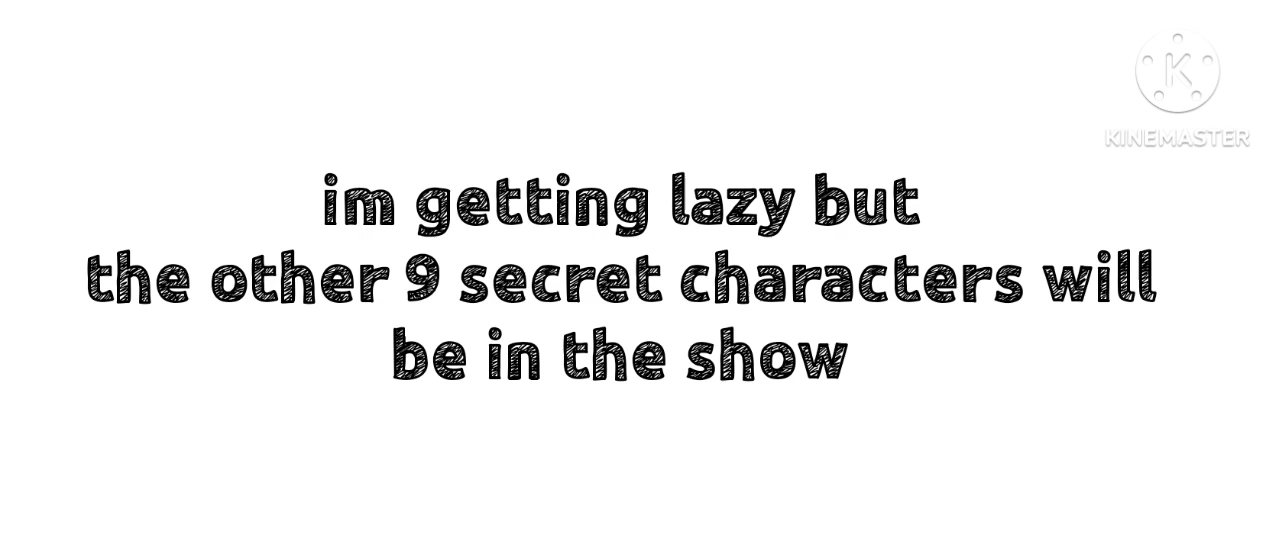 KINEMASTER
im getting lazy but
the other 9 secret characters will
be in the show